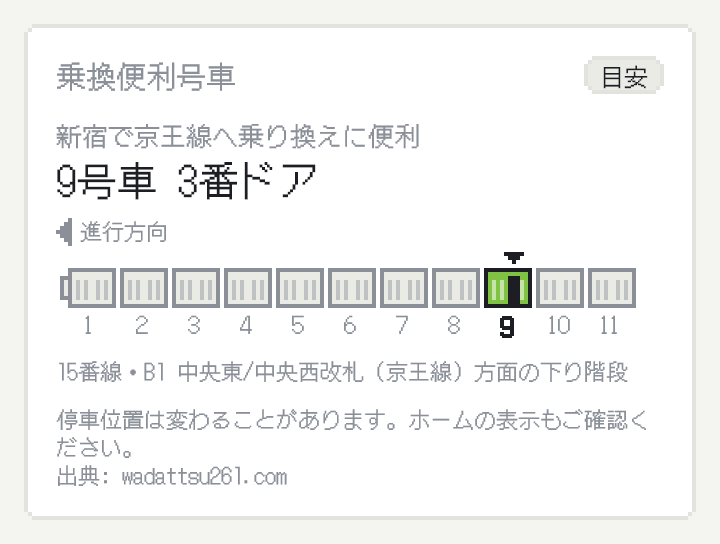 乗換便利号車
目安
新宿で京王線へ乗り換えに便利
9号車 3番ドア
進行方向
1 2 3 4 5 6 7 8 9 10 11
15番線・B1 中央東/中央西改札（京王線）方面の下り階段
停車位置は変わることがあります。ホームの表示もご確認く
ださい。
出典: wadattsu261.com